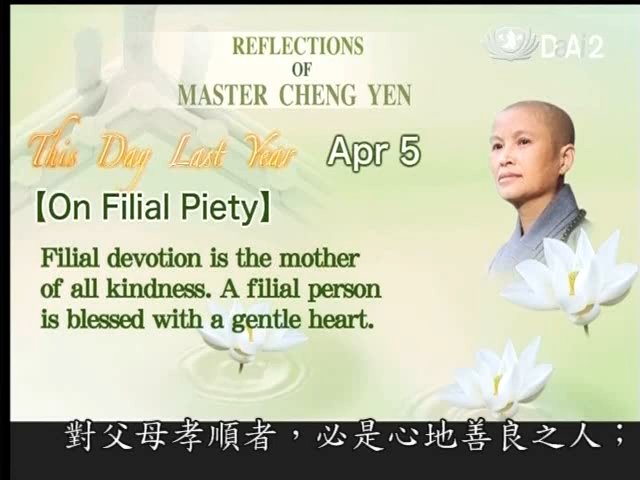 REFLECTIONS
OF
MASTER CHENG YEN
DaAi2
This Day Last Year Apr 5
【On Filial Piety】
Filial devotion is the mother
of all kindness. A filial person
is blessed with a gentle heart.
對父母孝順者，必是心地善良之人；